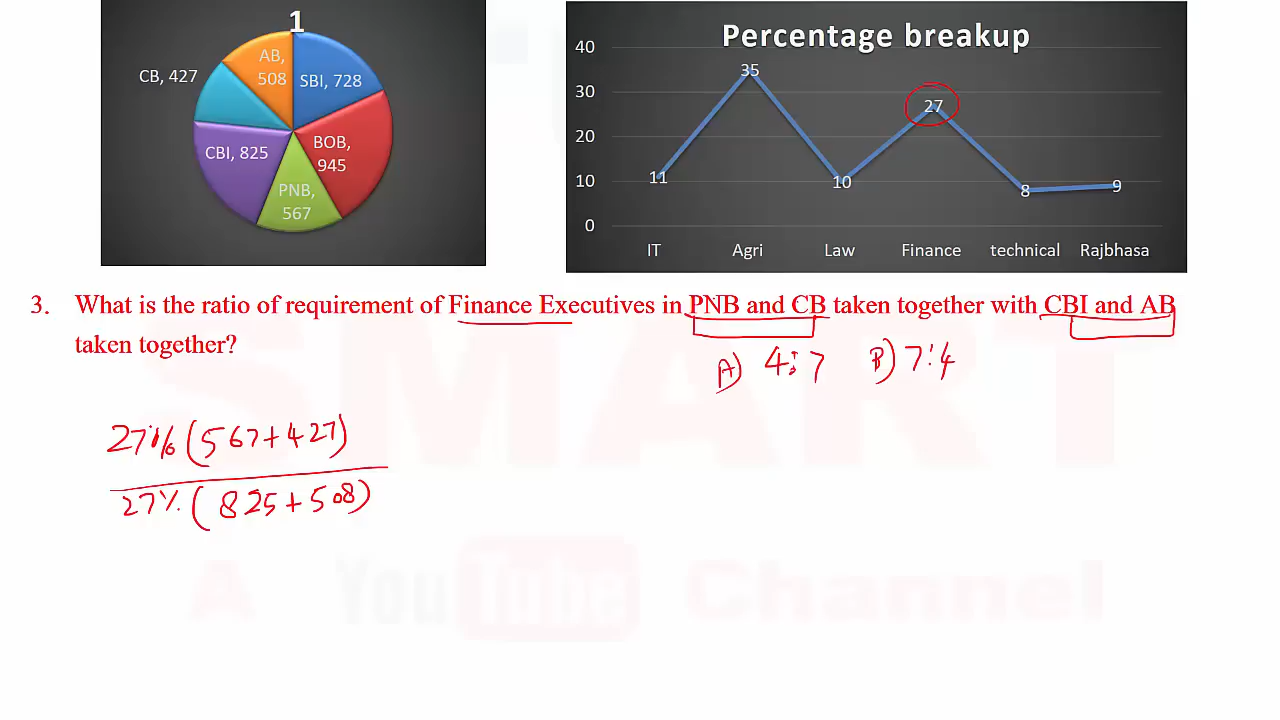 1
AB, 508
SBI, 728
CB, 427
BOB, 945
CBI, 825
PNB, 567
Percentage breakup
40
30
20
10
0
35
27
11
10
8
9
IT Agri Law Finance technical Rajbhasa
3. What is the ratio of requirement of Finance Executives in PNB and CB taken together with CBI and AB
taken together?
A) 4:7 B) 7:4
27% (567+427)
27% (825+508)
SMART
A YouTube Channel